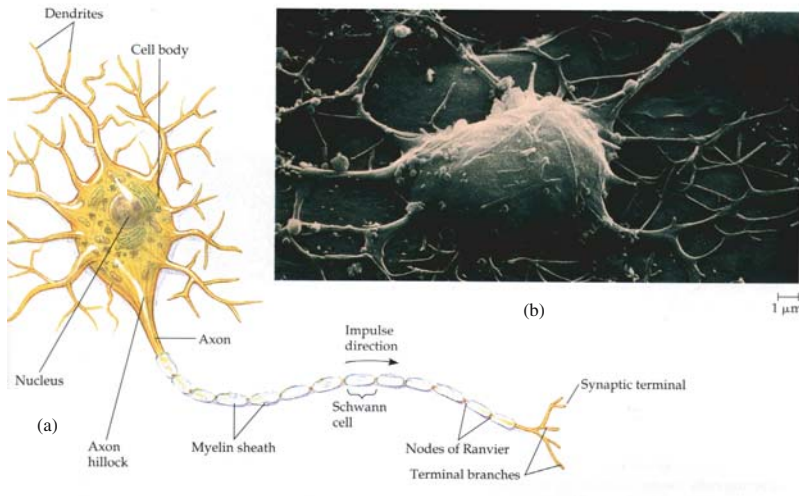 Dendrites
Cell body
(b)
1 μm
Axon
Impulse
direction
Nucleus
Synaptic terminal
(a)
Schwann
cell
Axon
hillock
Myelin sheath
Nodes of Ranvier
Terminal branches